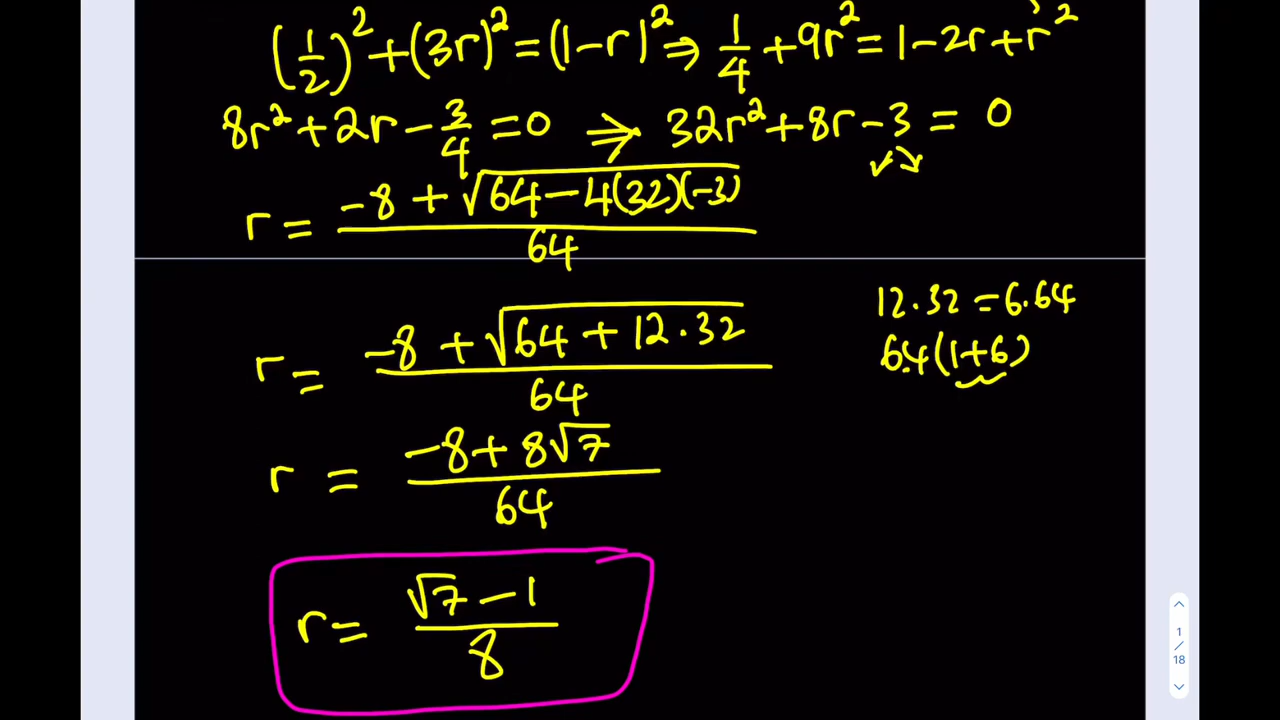 (1/2)² + (3r)² = (1-r)² ⇒ 1/4 + 9r² = 1-2r+r²
8r² + 2r - 3/4 = 0 ⇒ 32r² + 8r - 3 = 0
r = (-8 + √(64-4(32)(-3)))/64
12·32 = 6·64
r = (-8 + √(64 + 12·32))/64
64(1+6)
r = (-8 + 8√7)/64
r = (√7 - 1)/8
1
/
18